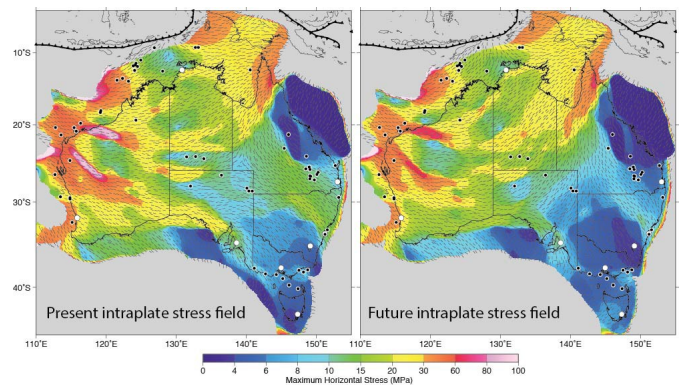 10°S
20°S
30°S
40°S
Present intraplate stress field
Future intraplate stress field
110°E 120°E 130°E 140°E 150°E 110°E 120°E 130°E 140°E 150°E
0 4 6 8 10 15 20 30 60 80 100
Maximum Horizontal Stress (MPa)